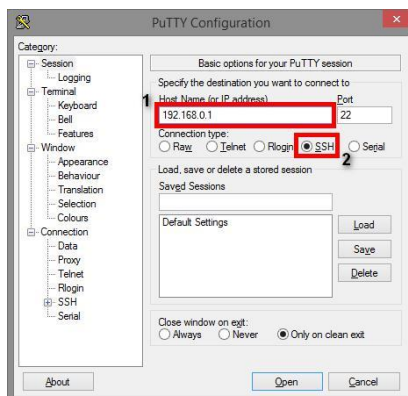 PuTTY Configuration
Category:
Session
Logging
Terminal
Keyboard
Bell
Features
Window
Appearance
Behaviour
Translation
Selection
Colours
Connection
Data
Proxy
Telnet
Rlogin
SSH
Serial
Basic options for your PuTTY session
Specify the destination you want to connect to
Host Name (or IP address) Port
1 192.168.0.1 22
Connection type:
Raw Telnet Rlogin SSH Serial
2
Load, save or delete a stored session
Saved Sessions
Default Settings
Load
Save
Delete
Close window on exit:
Always Never Only on clean exit
About Open Cancel